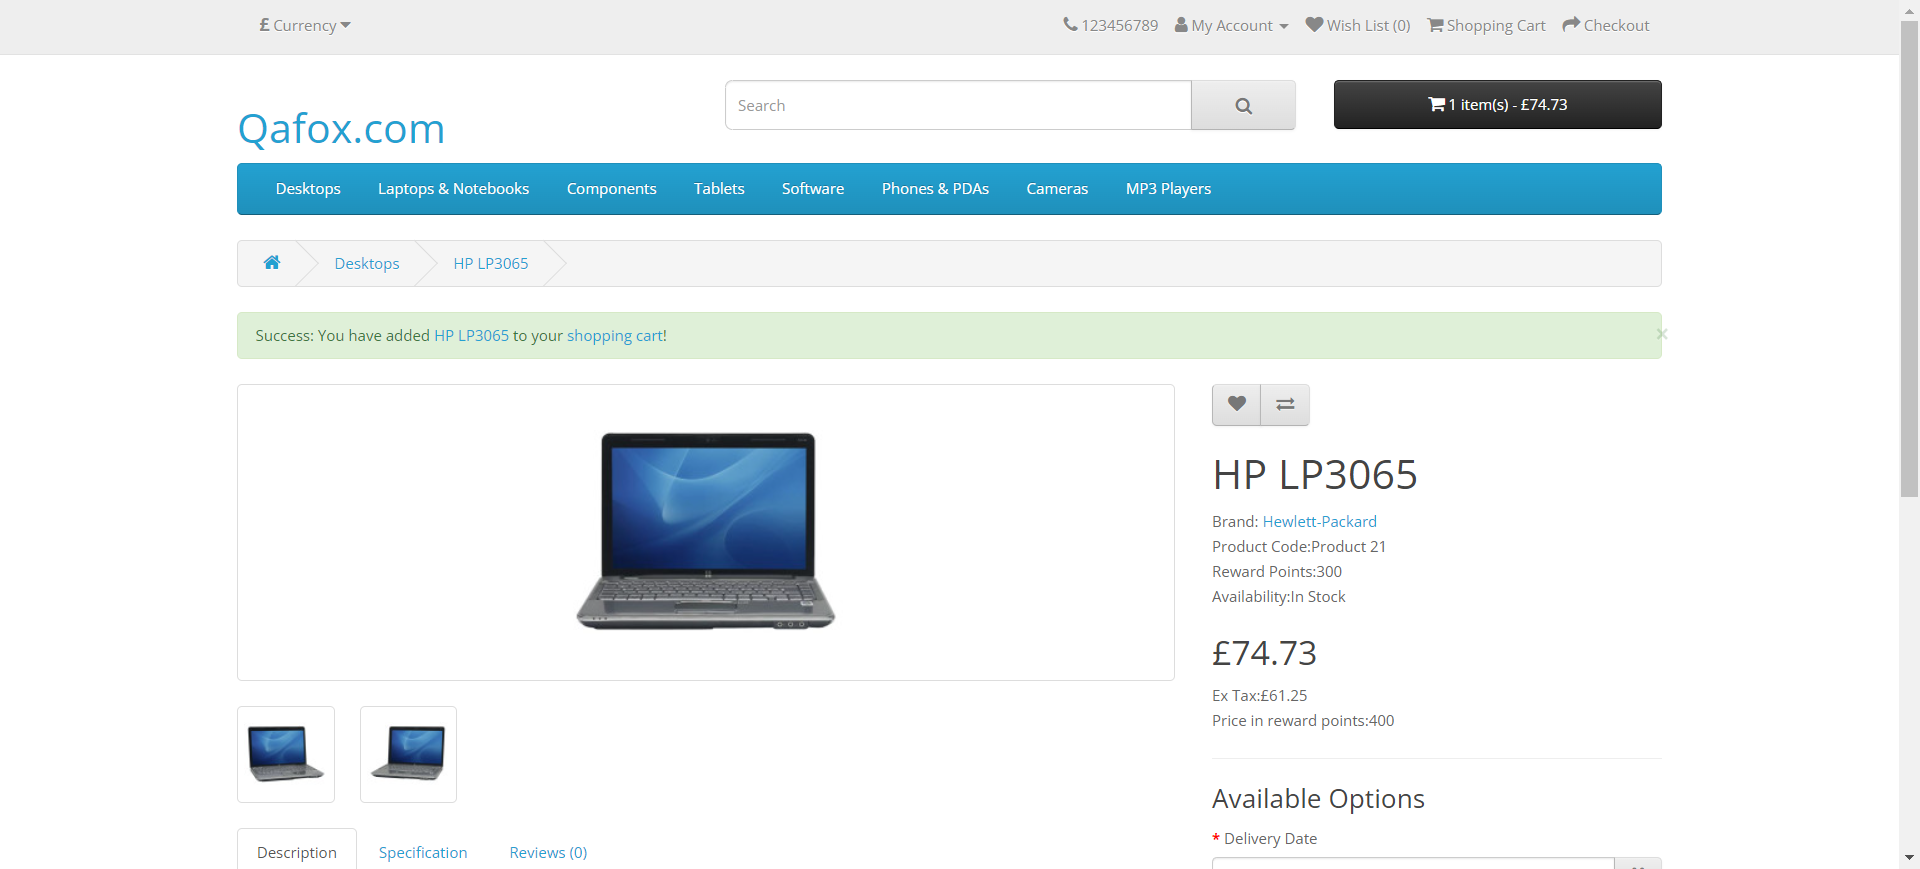 £ Currency
123456789 My Account Wish List (0) Shopping Cart Checkout
Qafox.com
Search
1 item(s) - £74.73
Desktops Laptops & Notebooks Components Tablets Software Phones & PDAs Cameras MP3 Players
Desktops HP LP3065
Success: You have added HP LP3065 to your shopping cart!
×
HP LP3065
Brand: Hewlett-Packard
Product Code:Product 21
Reward Points:300
Availability:In Stock
£74.73
Ex Tax:£61.25
Price in reward points:400
Available Options
* Delivery Date
Description Specification Reviews (0)